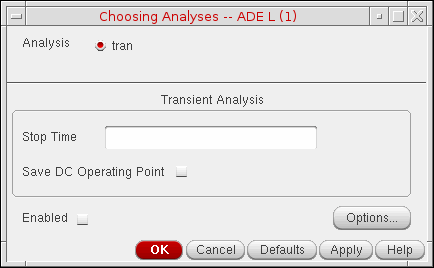 Choosing Analyses -- ADE L (1)
Analysis tran
Transient Analysis
Stop Time
Save DC Operating Point
Enabled Options...
OK Cancel Defaults Apply Help